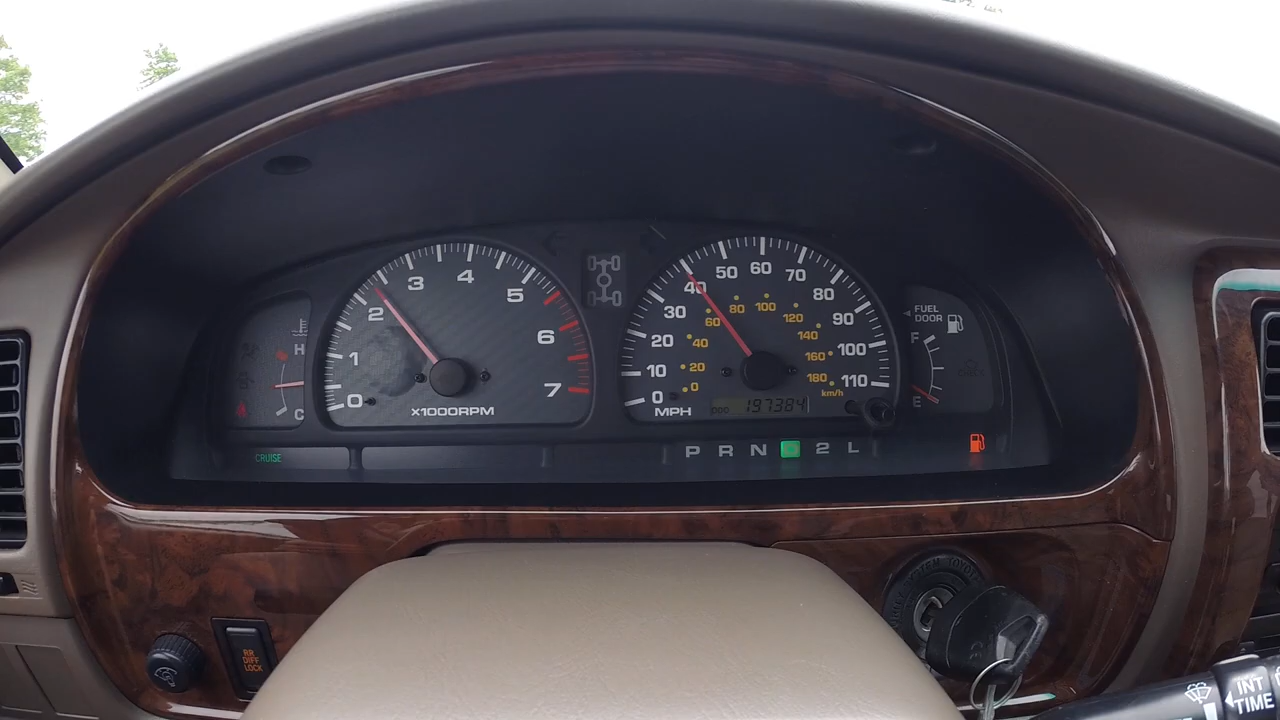 FUEL
DOOR
H
C
0
1
2
3
4
5
6
7
X1000RPM
0
10
20
30
40
50
60
70
80
90
100
110
0
20
40
60
80
100
120
140
160
180
km/h
MPH
ODO 197384
F
E
CRUISE
P R N 2 L
RR
DIFF
LOCK
TOYOTA
INT
TIME